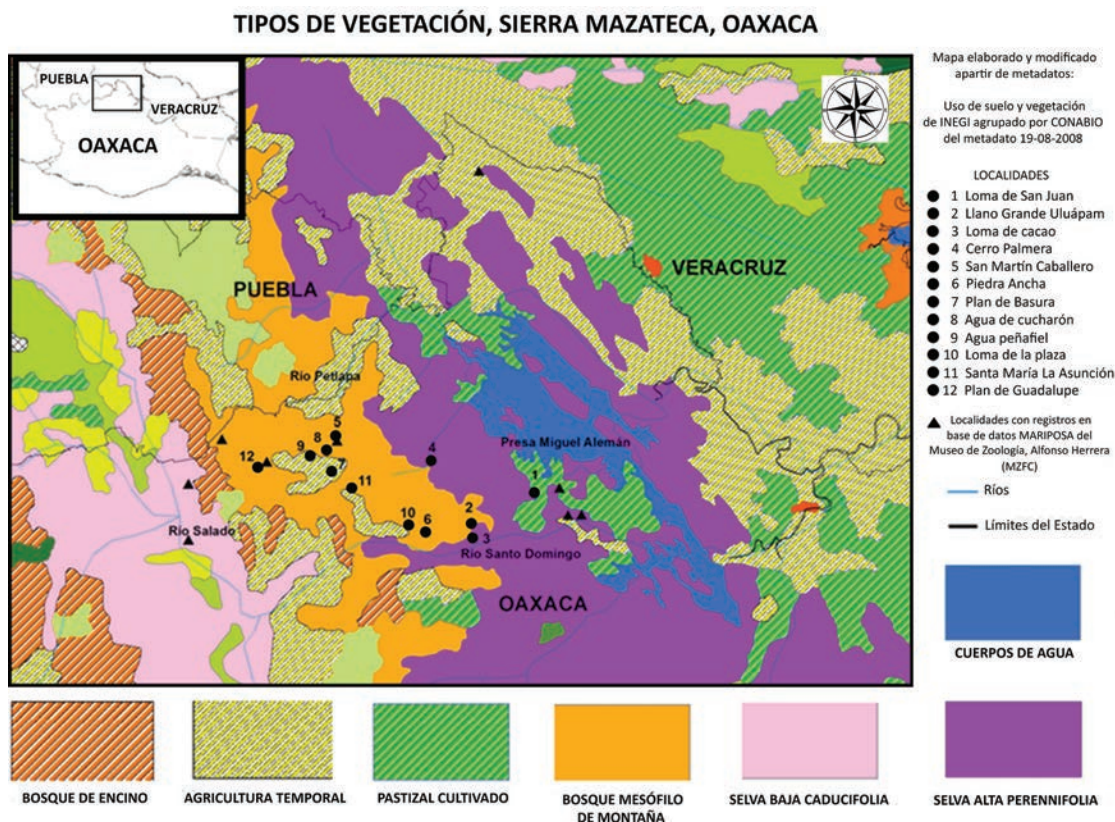 TIPOS DE VEGETACIÓN, SIERRA MAZATECA, OAXACA
PUEBLA
VERACRUZ
OAXACA
Mapa elaborado y modificado
apartir de metadatos:
Uso de suelo y vegetación
de INEGI agrupado por CONABIO
del metadato 19-08-2008
LOCALIDADES
1 Loma de San Juan
2 Llano Grande Uluápam
3 Loma de cacao
4 Cerro Palmera
5 San Martín Caballero
6 Piedra Ancha
7 Plan de Basura
8 Agua de cucharón
9 Agua peñafiel
10 Loma de la plaza
11 Santa María La Asunción
12 Plan de Guadalupe
Localidades con registros en
base de datos MARIPOSA del
Museo de Zoología, Alfonso Herrera
(MZFC)
Ríos
Límites del Estado
CUERPOS DE AGUA
VERACRUZ
PUEBLA
Río Petlapa
5
8
9
7
12
11
4
Presa Miguel Alemán
1
10
6
2
3
Río Salado
Río Santo Domingo
OAXACA
BOSQUE DE ENCINO
AGRICULTURA TEMPORAL
PASTIZAL CULTIVADO
BOSQUE MESÓFILO
DE MONTAÑA
SELVA BAJA CADUCIFOLIA
SELVA ALTA PERENNIFOLIA